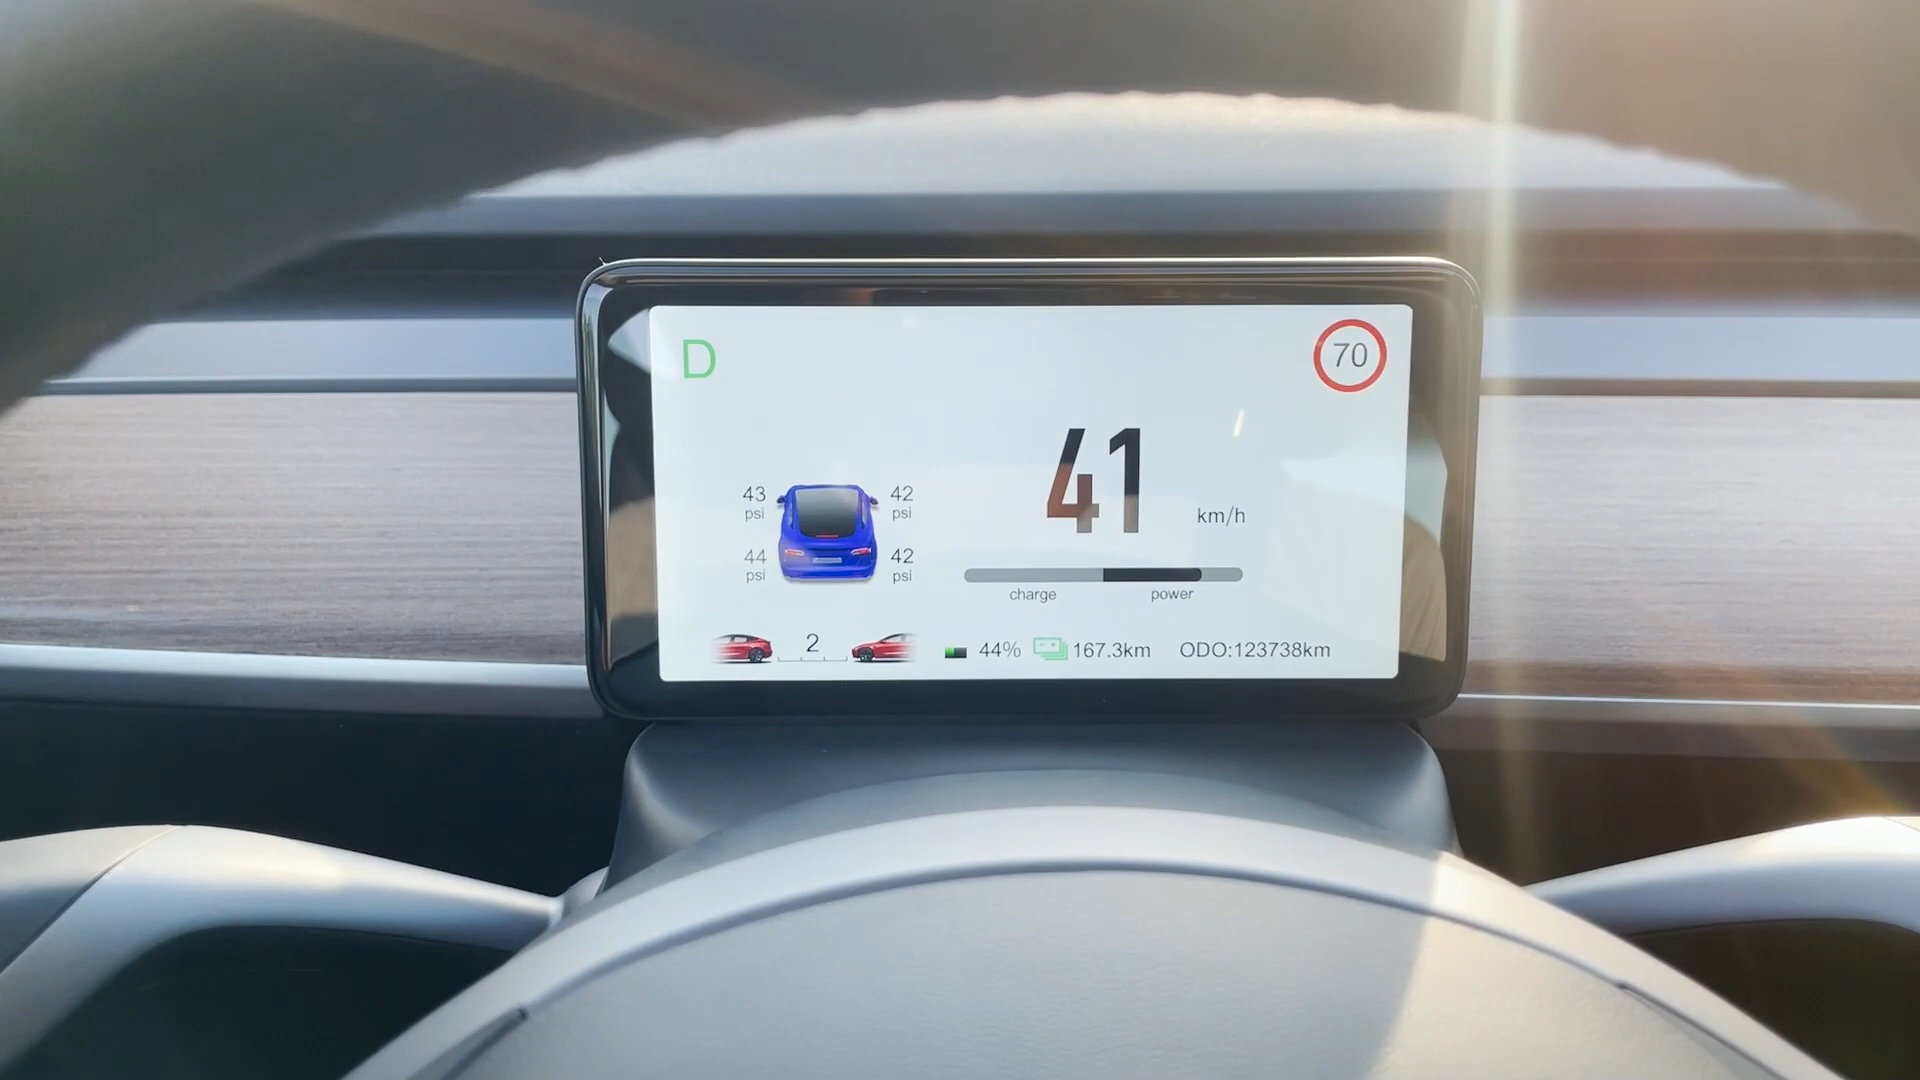 D
70
41
km/h
43 psi
42 psi
44 psi
42 psi
charge
power
2
44%
167.3km
ODO:123738km